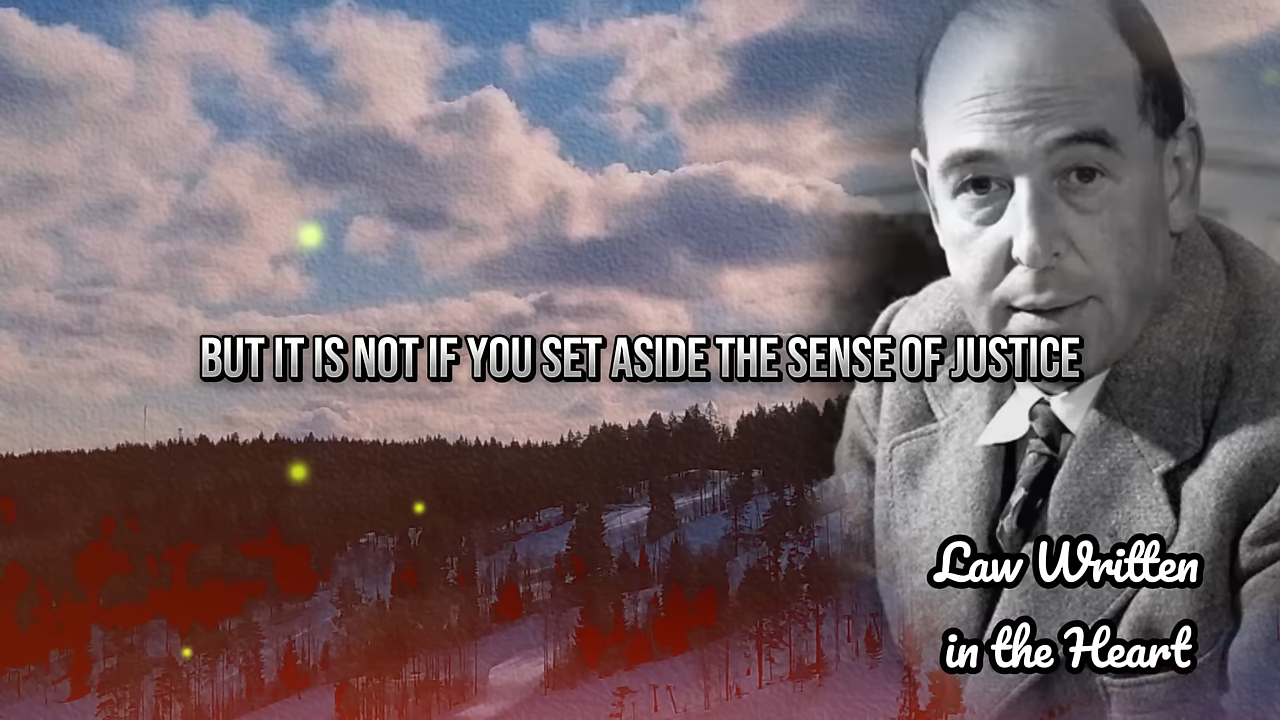 BUT IT IS NOT IF YOU SET ASIDE THE SENSE OF JUSTICE
Law Written
in the Heart